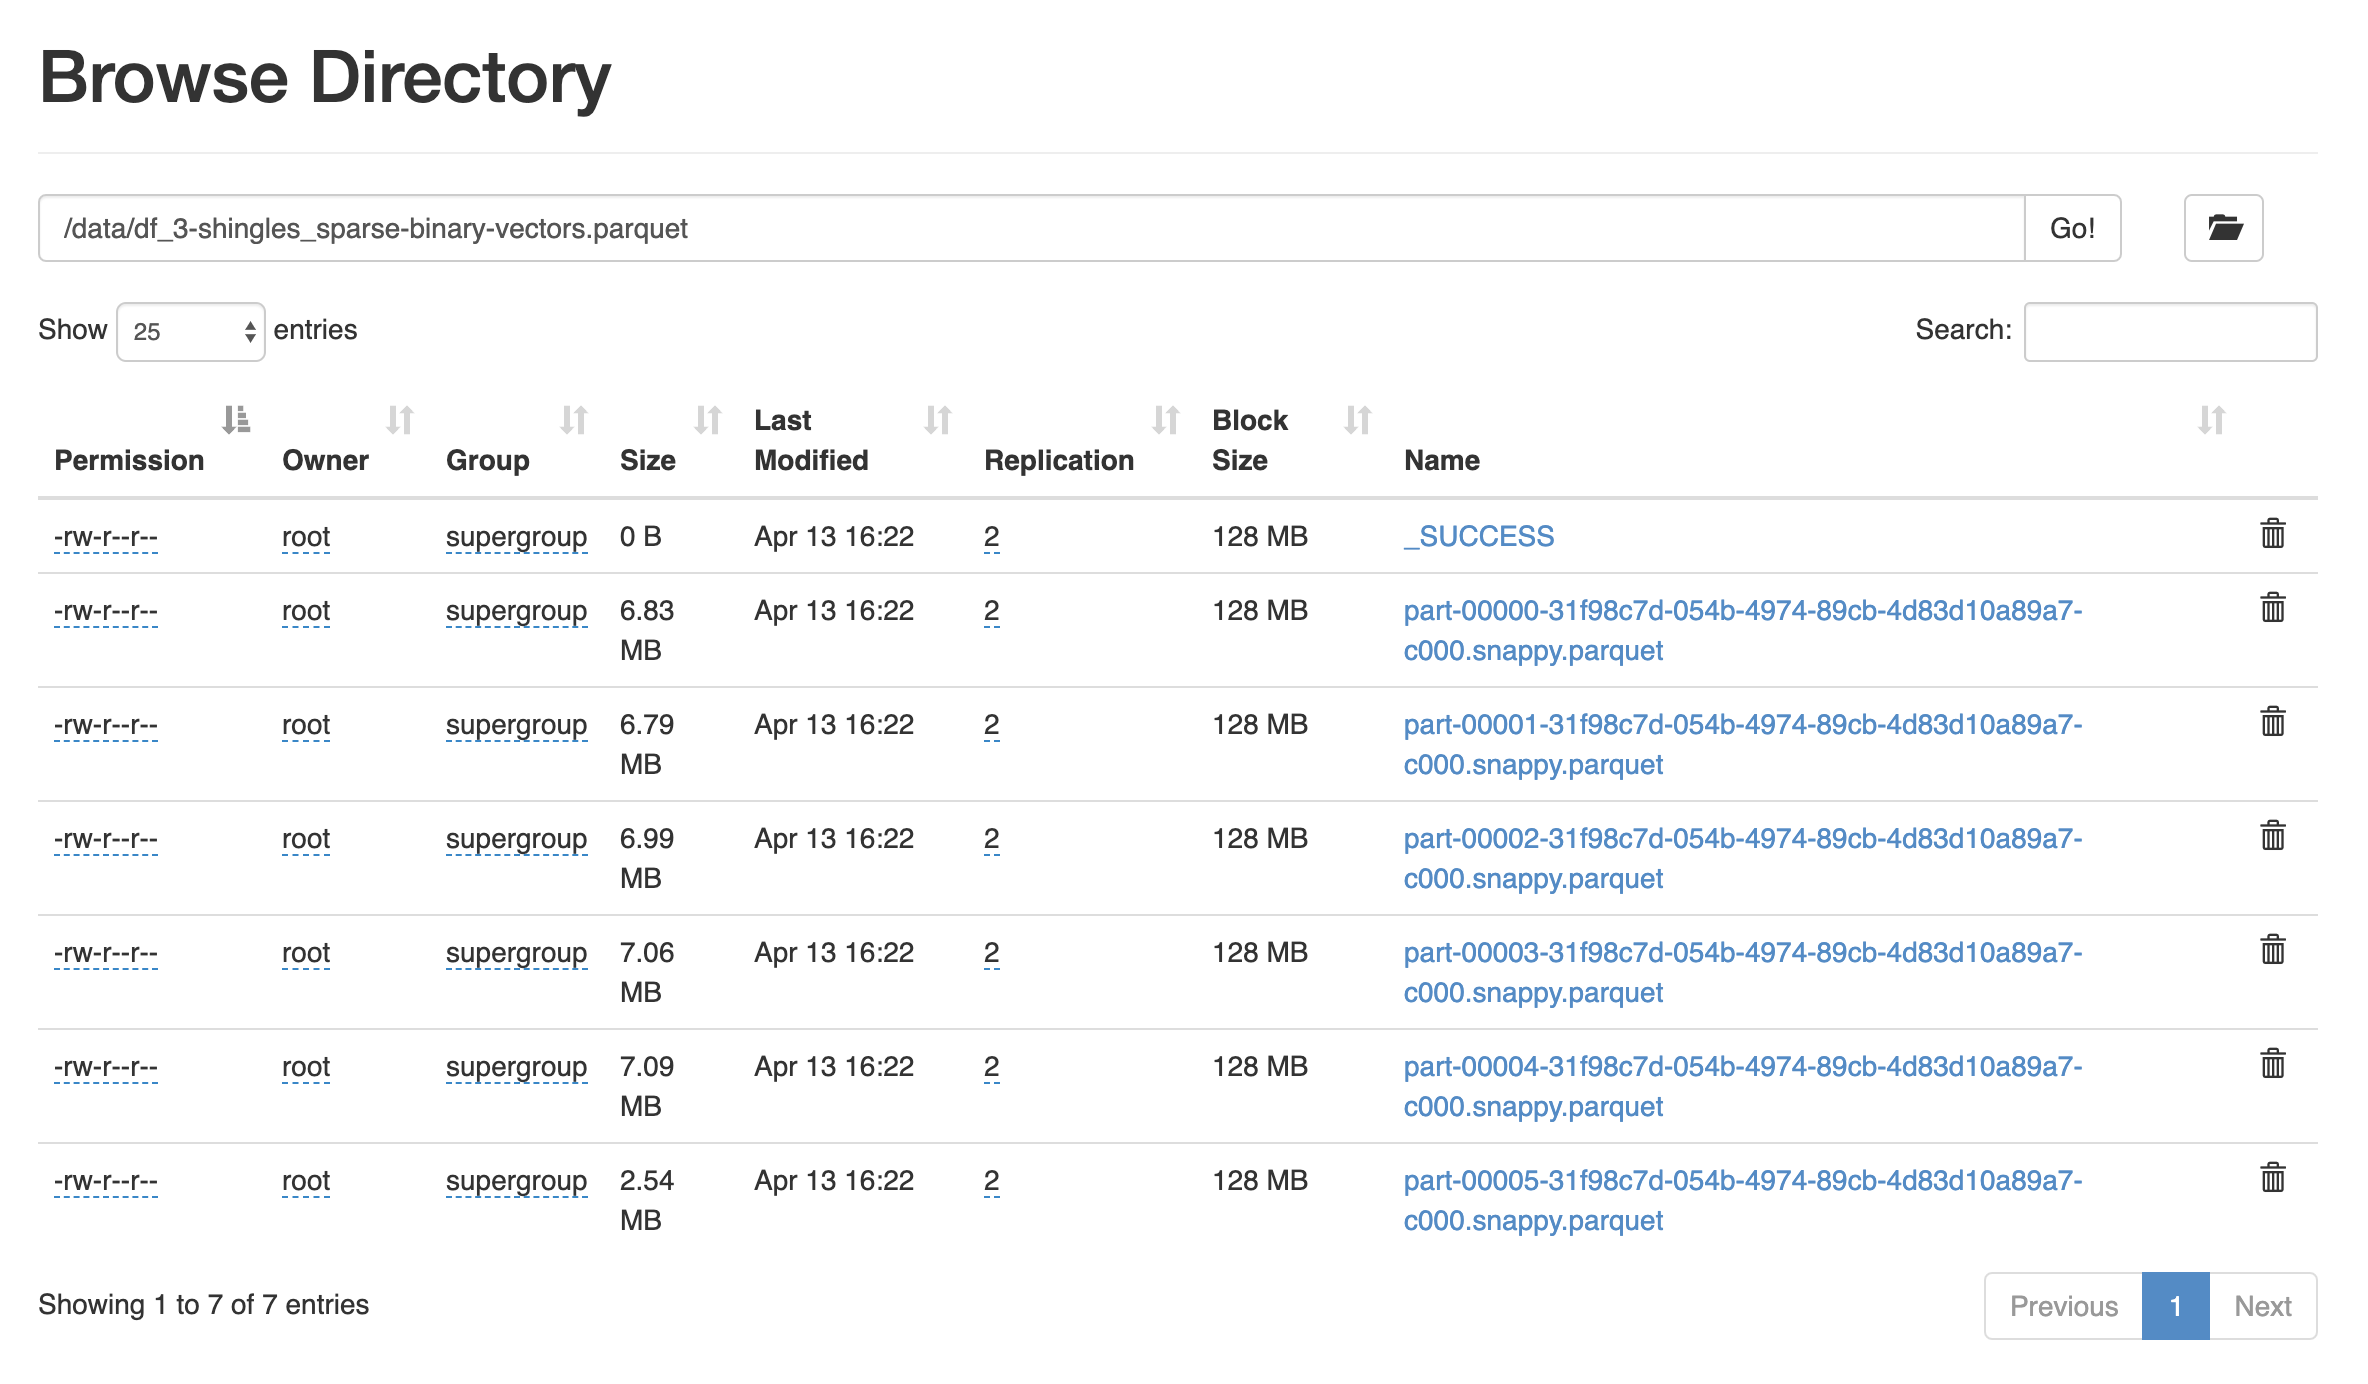 Browse Directory
/data/df_3-shingles_sparse-binary-vectors.parquet Go!
Show 25 entries Search:
Permission Owner Group Size Last Modified Replication Block Size Name
-rw-r--r-- root supergroup 0 B Apr 13 16:22 2 128 MB _SUCCESS
-rw-r--r-- root supergroup 6.83 MB Apr 13 16:22 2 128 MB part-00000-31f98c7d-054b-4974-89cb-4d83d10a89a7-c000.snappy.parquet
-rw-r--r-- root supergroup 6.79 MB Apr 13 16:22 2 128 MB part-00001-31f98c7d-054b-4974-89cb-4d83d10a89a7-c000.snappy.parquet
-rw-r--r-- root supergroup 6.99 MB Apr 13 16:22 2 128 MB part-00002-31f98c7d-054b-4974-89cb-4d83d10a89a7-c000.snappy.parquet
-rw-r--r-- root supergroup 7.06 MB Apr 13 16:22 2 128 MB part-00003-31f98c7d-054b-4974-89cb-4d83d10a89a7-c000.snappy.parquet
-rw-r--r-- root supergroup 7.09 MB Apr 13 16:22 2 128 MB part-00004-31f98c7d-054b-4974-89cb-4d83d10a89a7-c000.snappy.parquet
-rw-r--r-- root supergroup 2.54 MB Apr 13 16:22 2 128 MB part-00005-31f98c7d-054b-4974-89cb-4d83d10a89a7-c000.snappy.parquet
Showing 1 to 7 of 7 entries Previous 1 Next